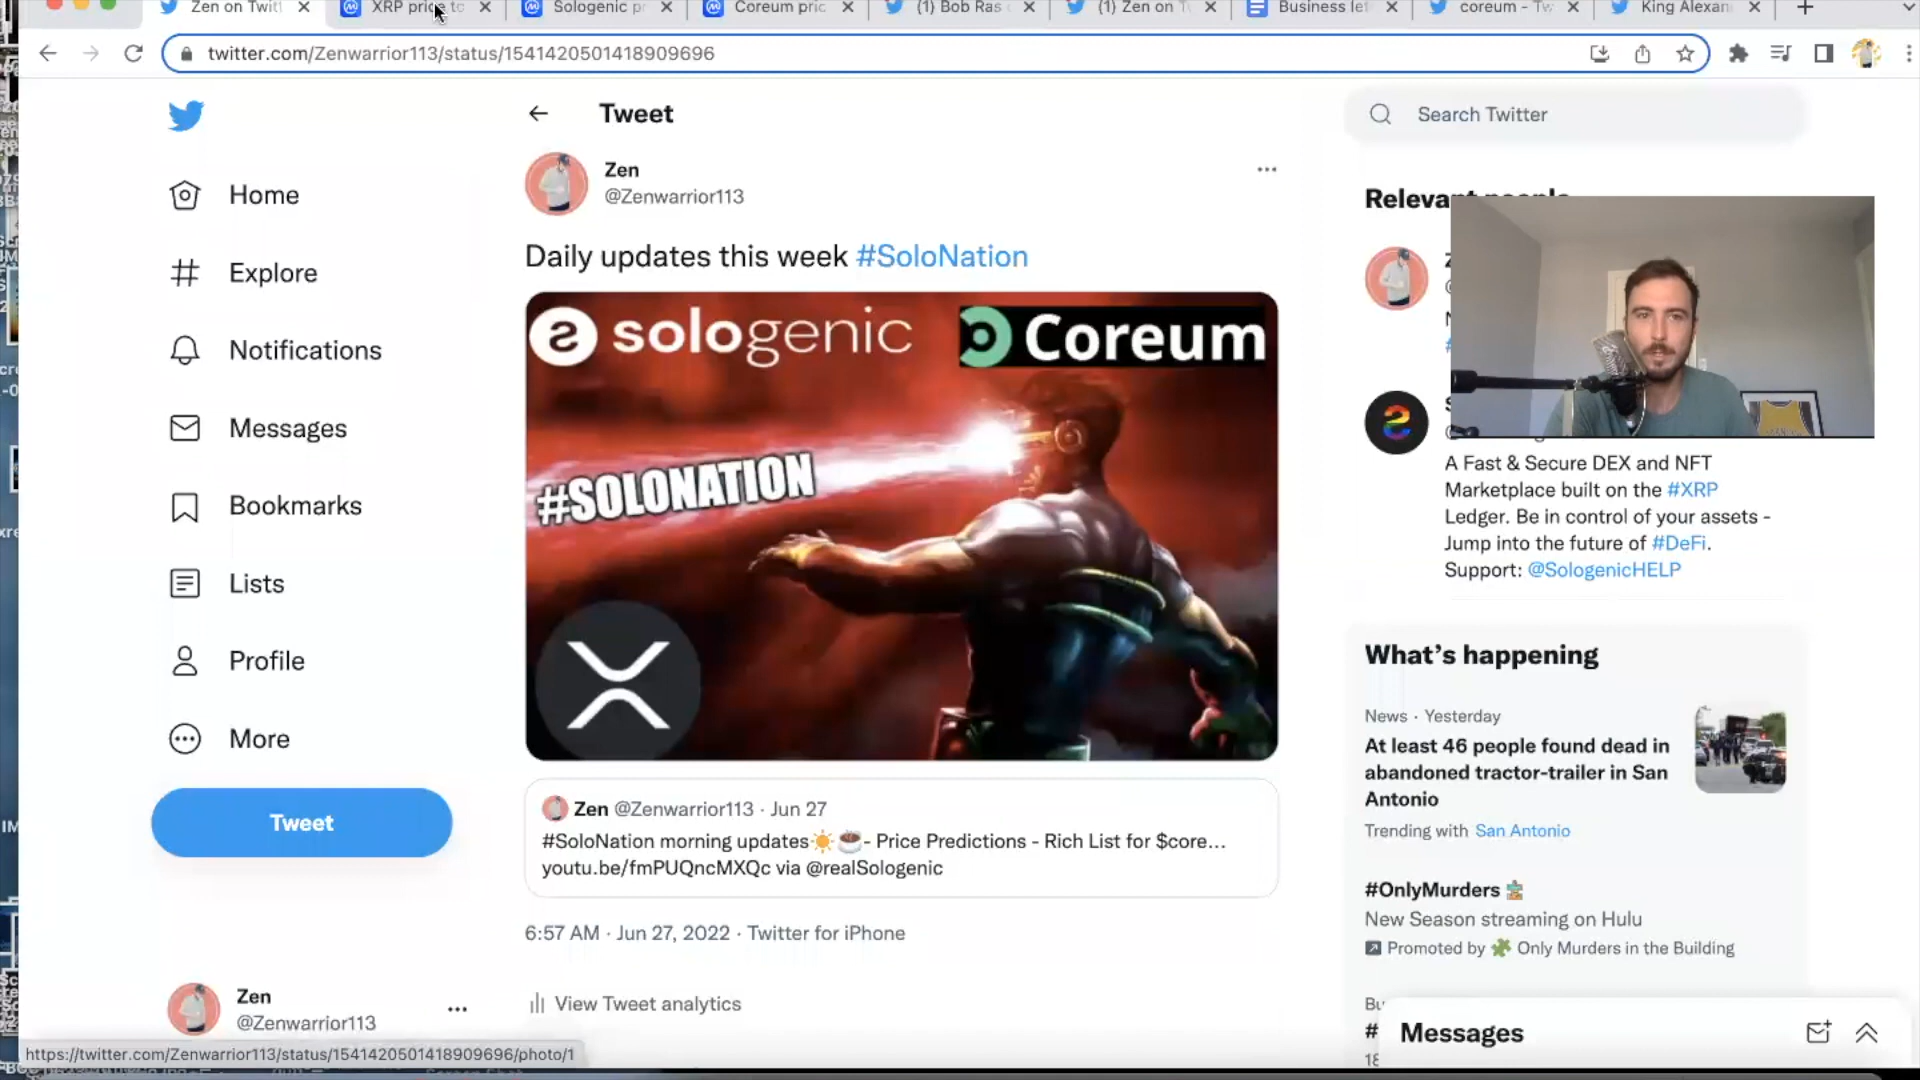 Zen on Twitt
XRP price to
Sologenic pr
Coreum pric
(1) Bob Ras
(1) Zen on T
Business let
coreum - Tw
King Alexan
twitter.com/Zenwarrior113/status/1541420501418909696
Tweet
Search Twitter
Home
Explore
Notifications
Messages
Bookmarks
Lists
Profile
More
Tweet
Zen
@Zenwarrior113
Zen
@Zenwarrior113
Daily updates this week #SoloNation
sologenic
Coreum
#SOLONATION
Zen @Zenwarrior113 · Jun 27
#SoloNation morning updates☀️☕- Price Predictions - Rich List for $core...
youtu.be/fmPUQncMXQc via @realSologenic
6:57 AM · Jun 27, 2022 · Twitter for iPhone
View Tweet analytics
Relevant people
A Fast & Secure DEX and NFT
Marketplace built on the #XRP
Ledger. Be in control of your assets -
Jump into the future of #DeFi.
Support: @SologenicHELP
What's happening
News · Yesterday
At least 46 people found dead in
abandoned tractor-trailer in San
Antonio
Trending with San Antonio
#OnlyMurders
New Season streaming on Hulu
Promoted by Only Murders in the Building
Messages
https://twitter.com/Zenwarrior113/status/1541420501418909696/photo/1